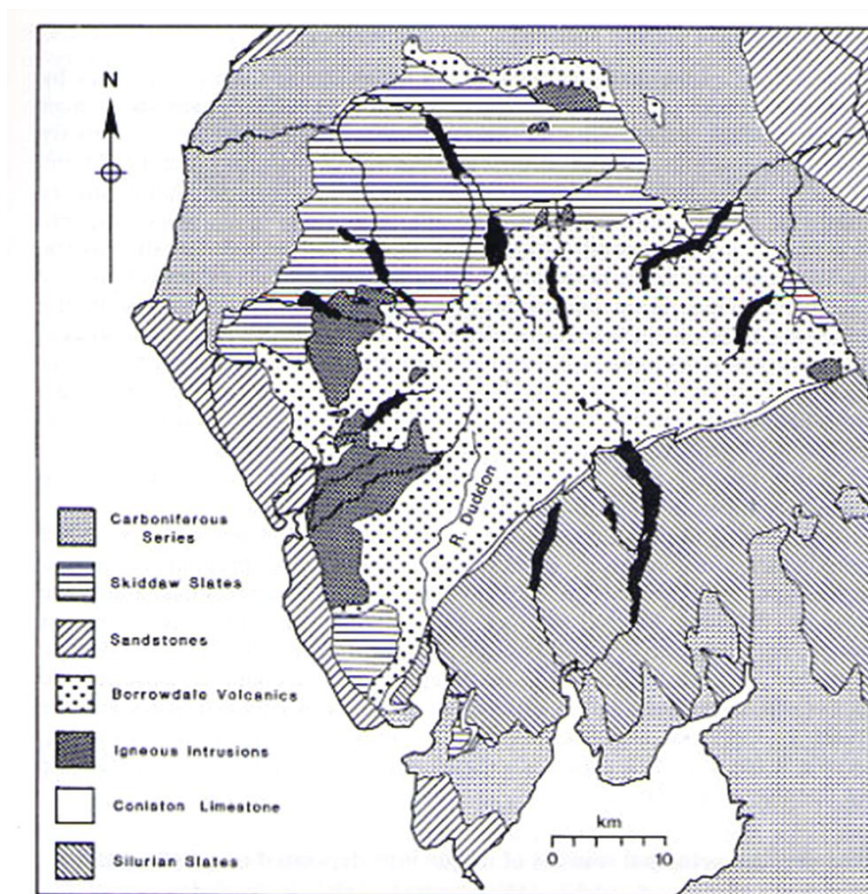 N
R. Duddon
Carboniferous
Series
Skiddaw Slates
Sandstones
Borrowdale Volcanics
Igneous Intrusions
Coniston Limestone
Silurian Slates
km
0 10